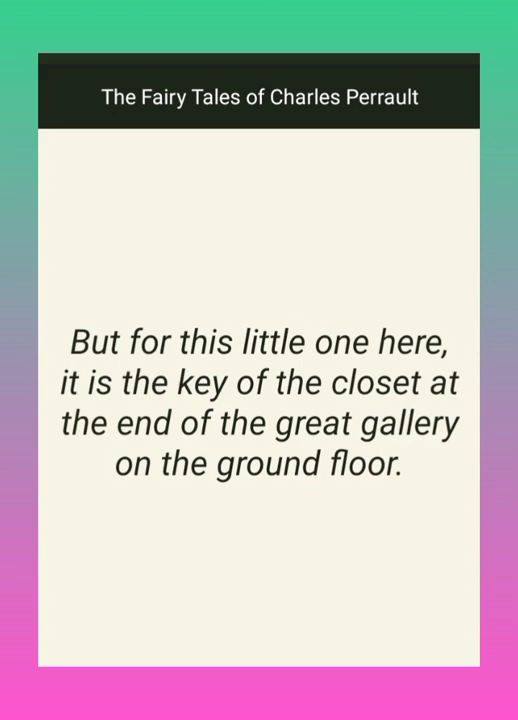 The Fairy Tales of Charles Perrault
But for this little one here,
it is the key of the closet at
the end of the great gallery
on the ground floor.